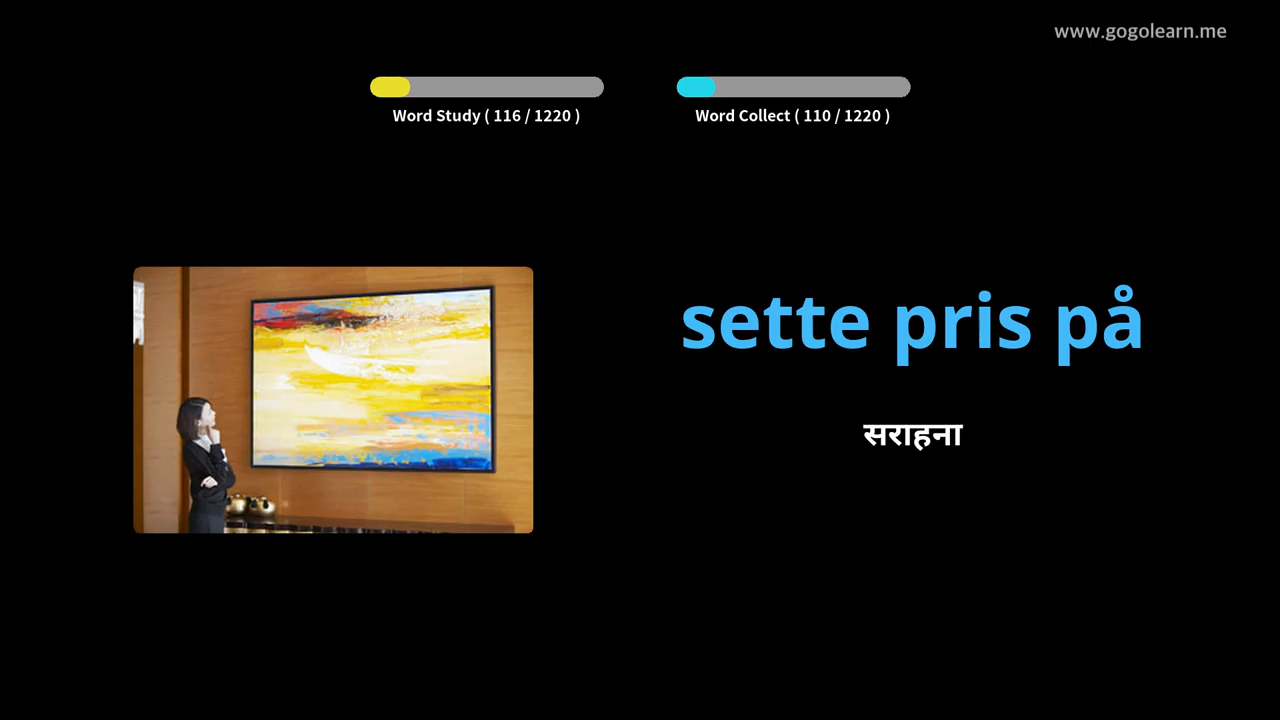 www.gogolearn.me
Word Study ( 116 / 1220 )
Word Collect ( 110 / 1220 )
sette pris på
सराहना